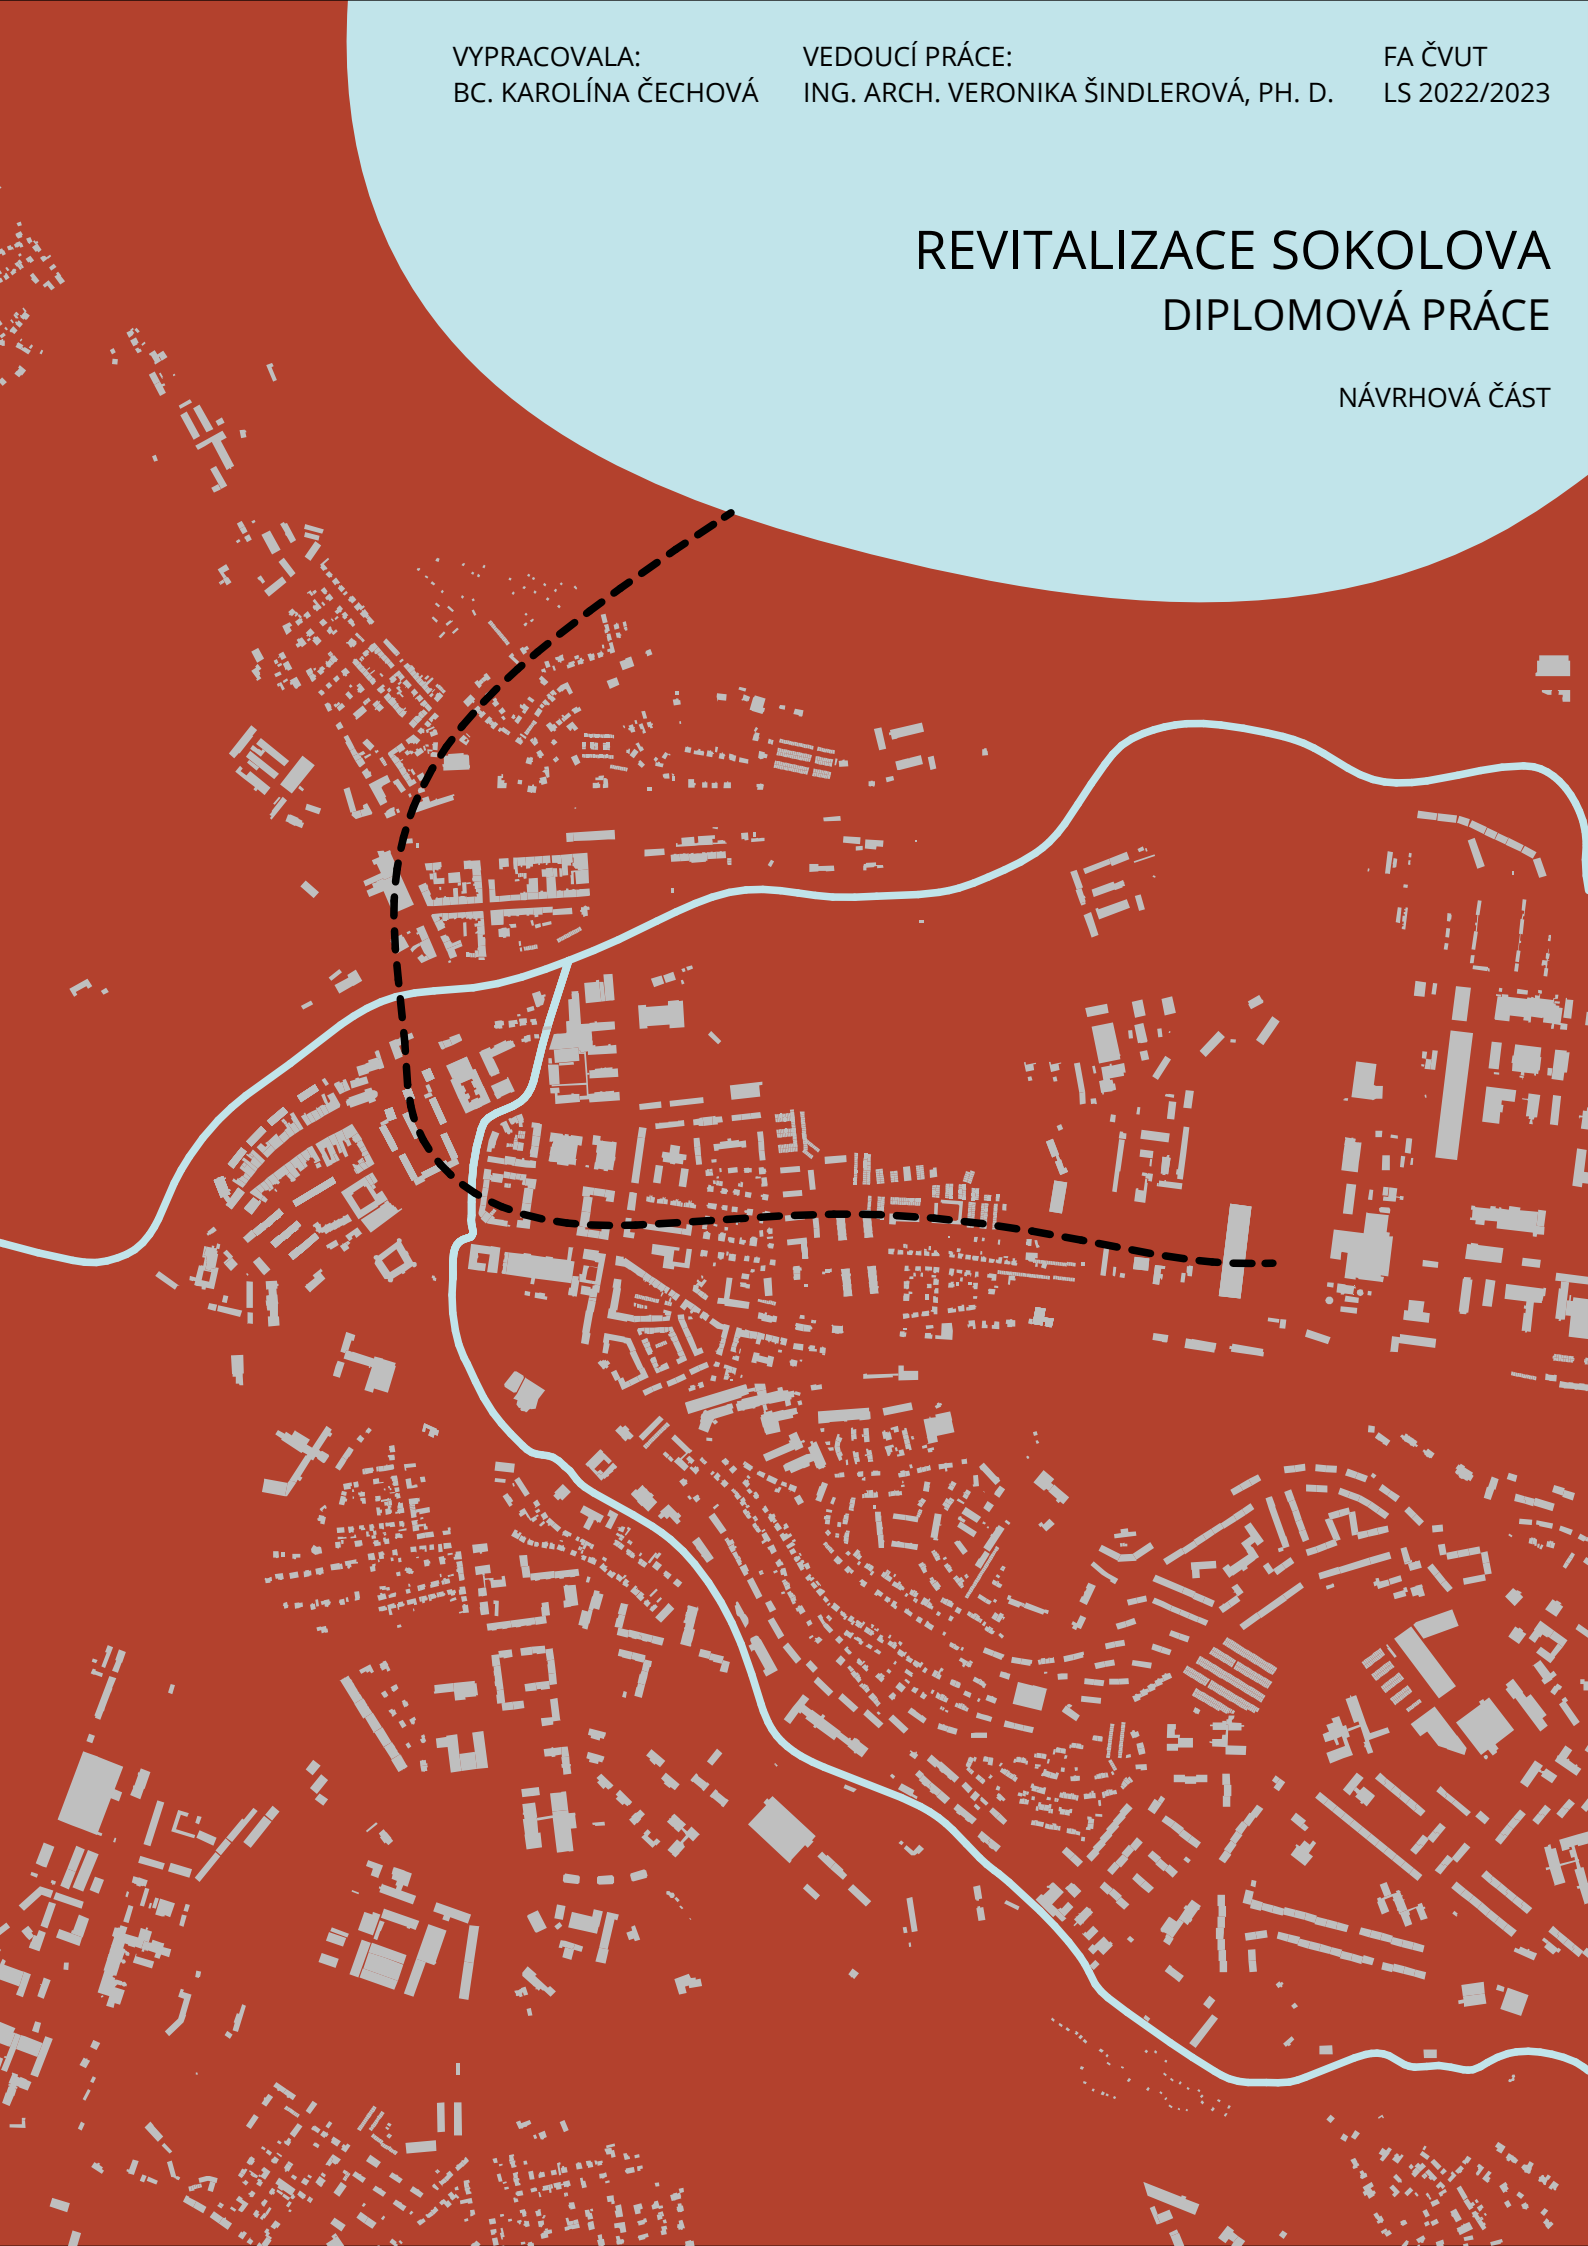 VYPRACOVALA:
BC. KAROLÍNA ČECHOVÁ
VEDOUCÍ PRÁCE:
ING. ARCH. VERONIKA ŠINDLEROVÁ, PH. D.
FA ČVUT
LS 2022/2023
REVITALIZACE SOKOLOVA
DIPLOMOVÁ PRÁCE
NÁVRHOVÁ ČÁST